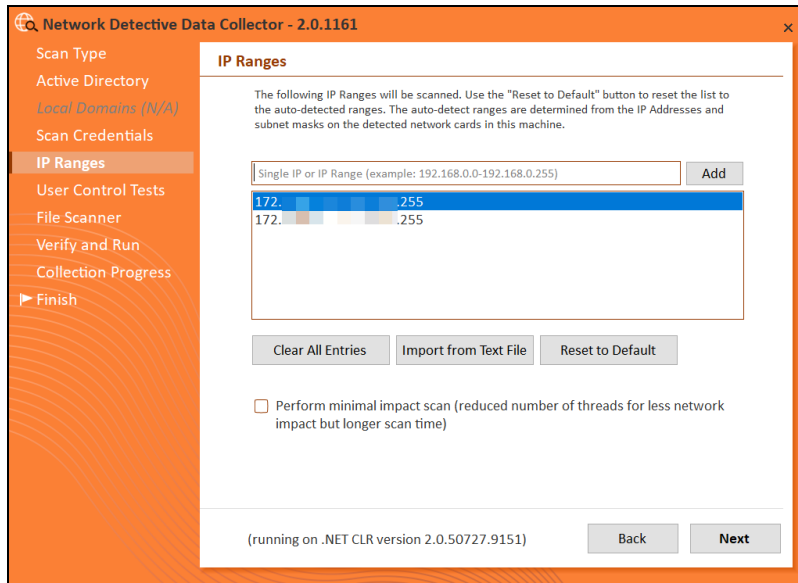 Network Detective Data Collector - 2.0.1161
Scan Type
Active Directory
Local Domains (N/A)
Scan Credentials
IP Ranges
User Control Tests
File Scanner
Verify and Run
Collection Progress
Finish
IP Ranges
The following IP Ranges will be scanned. Use the "Reset to Default" button to reset the list to
the auto-detected ranges. The auto-detect ranges are determined from the IP Addresses and
subnet masks on the detected network cards in this machine.
Single IP or IP Range (example: 192.168.0.0-192.168.0.255)
Add
172. .255
172. .255
Clear All Entries
Import from Text File
Reset to Default
Perform minimal impact scan (reduced number of threads for less network
impact but longer scan time)
(running on .NET CLR version 2.0.50727.9151)
Back
Next